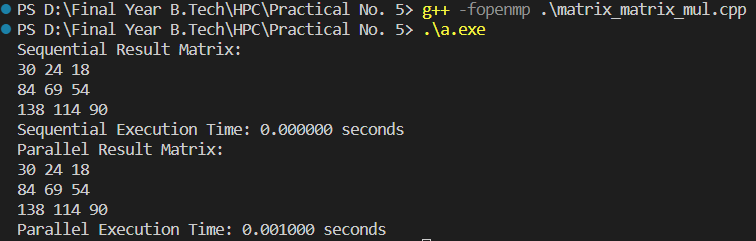 PS D:\Final Year B.Tech\HPC\Practical No. 5> g++ -fopenmp .\matrix_matrix_mul.cpp
PS D:\Final Year B.Tech\HPC\Practical No. 5> .\a.exe
Sequential Result Matrix:
30 24 18
84 69 54
138 114 90
Sequential Execution Time: 0.000000 seconds
Parallel Result Matrix:
30 24 18
84 69 54
138 114 90
Parallel Execution Time: 0.001000 seconds